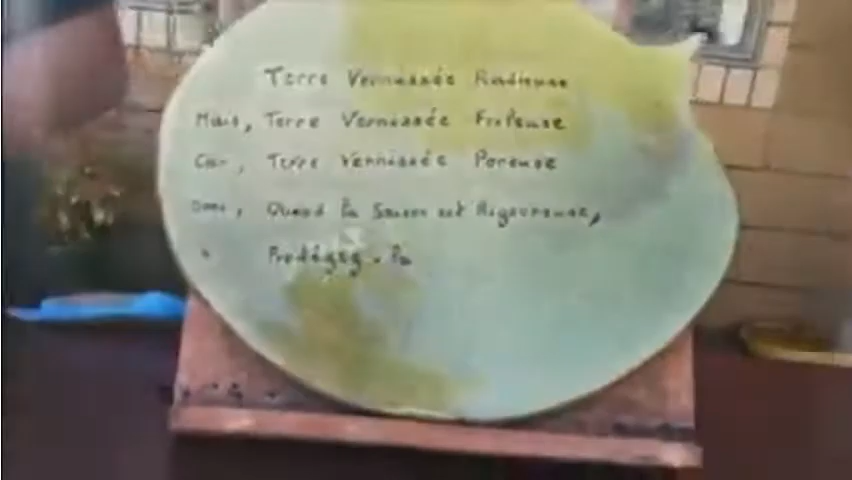 Terre Vernissée Radieuse
Mais, Terre Vernissée Frileuse
Car, Terre Vernissée Poreuse
Donc, Quand la Saison est Rigoureuse,
Protégez-la